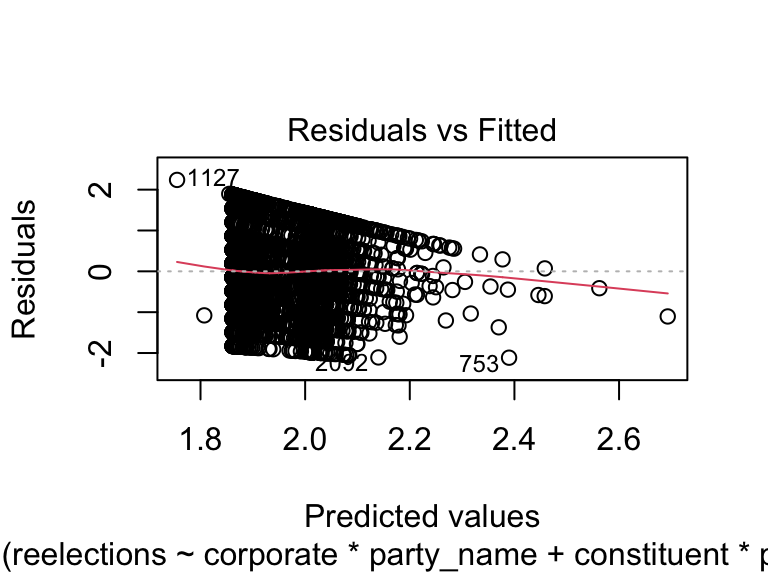 Residuals vs Fitted
Residuals
2
0
-2
1127
2092
753
1.8 2.0 2.2 2.4 2.6
Predicted values
(reelections ~ corporate * party_name + constituent * p